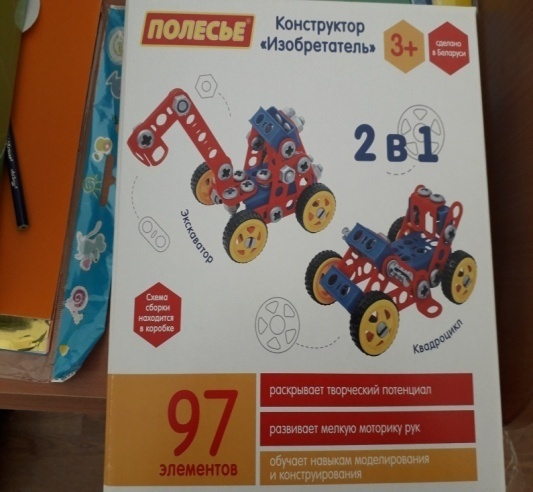 ПОЛЕСЬЕ®
Конструктор
«Изобретатель»
3+
сделано
в Беларуси
2 в 1
Экскаватор
Схема
сборки
находится
в коробке
Квадроцикл
97
элементов
раскрывает творческий потенциал
развивает мелкую моторику рук
обучает навыкам моделирования
и конструирования